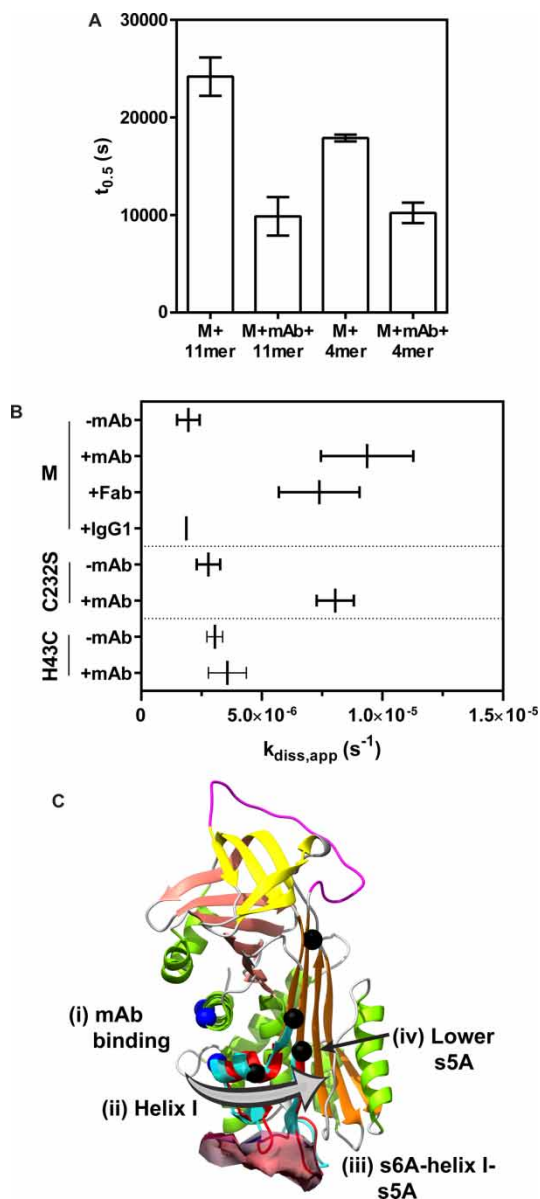 A
30000
20000
10000
0
t0.5 (s)
M+ 11mer
M+mAb+ 11mer
M+ 4mer
M+mAb+ 4mer
B
M
-mAb
+mAb
+Fab
+IgG1
C232S
-mAb
+mAb
H43C
-mAb
+mAb
0
5.0×10⁻⁶
1.0×10⁻⁵
1.5×10⁻⁵
kdiss,app (s⁻¹)
C
(i) mAb
binding
(iv) Lower
s5A
(ii) Helix I
(iii) s6A-helix I-
s5A